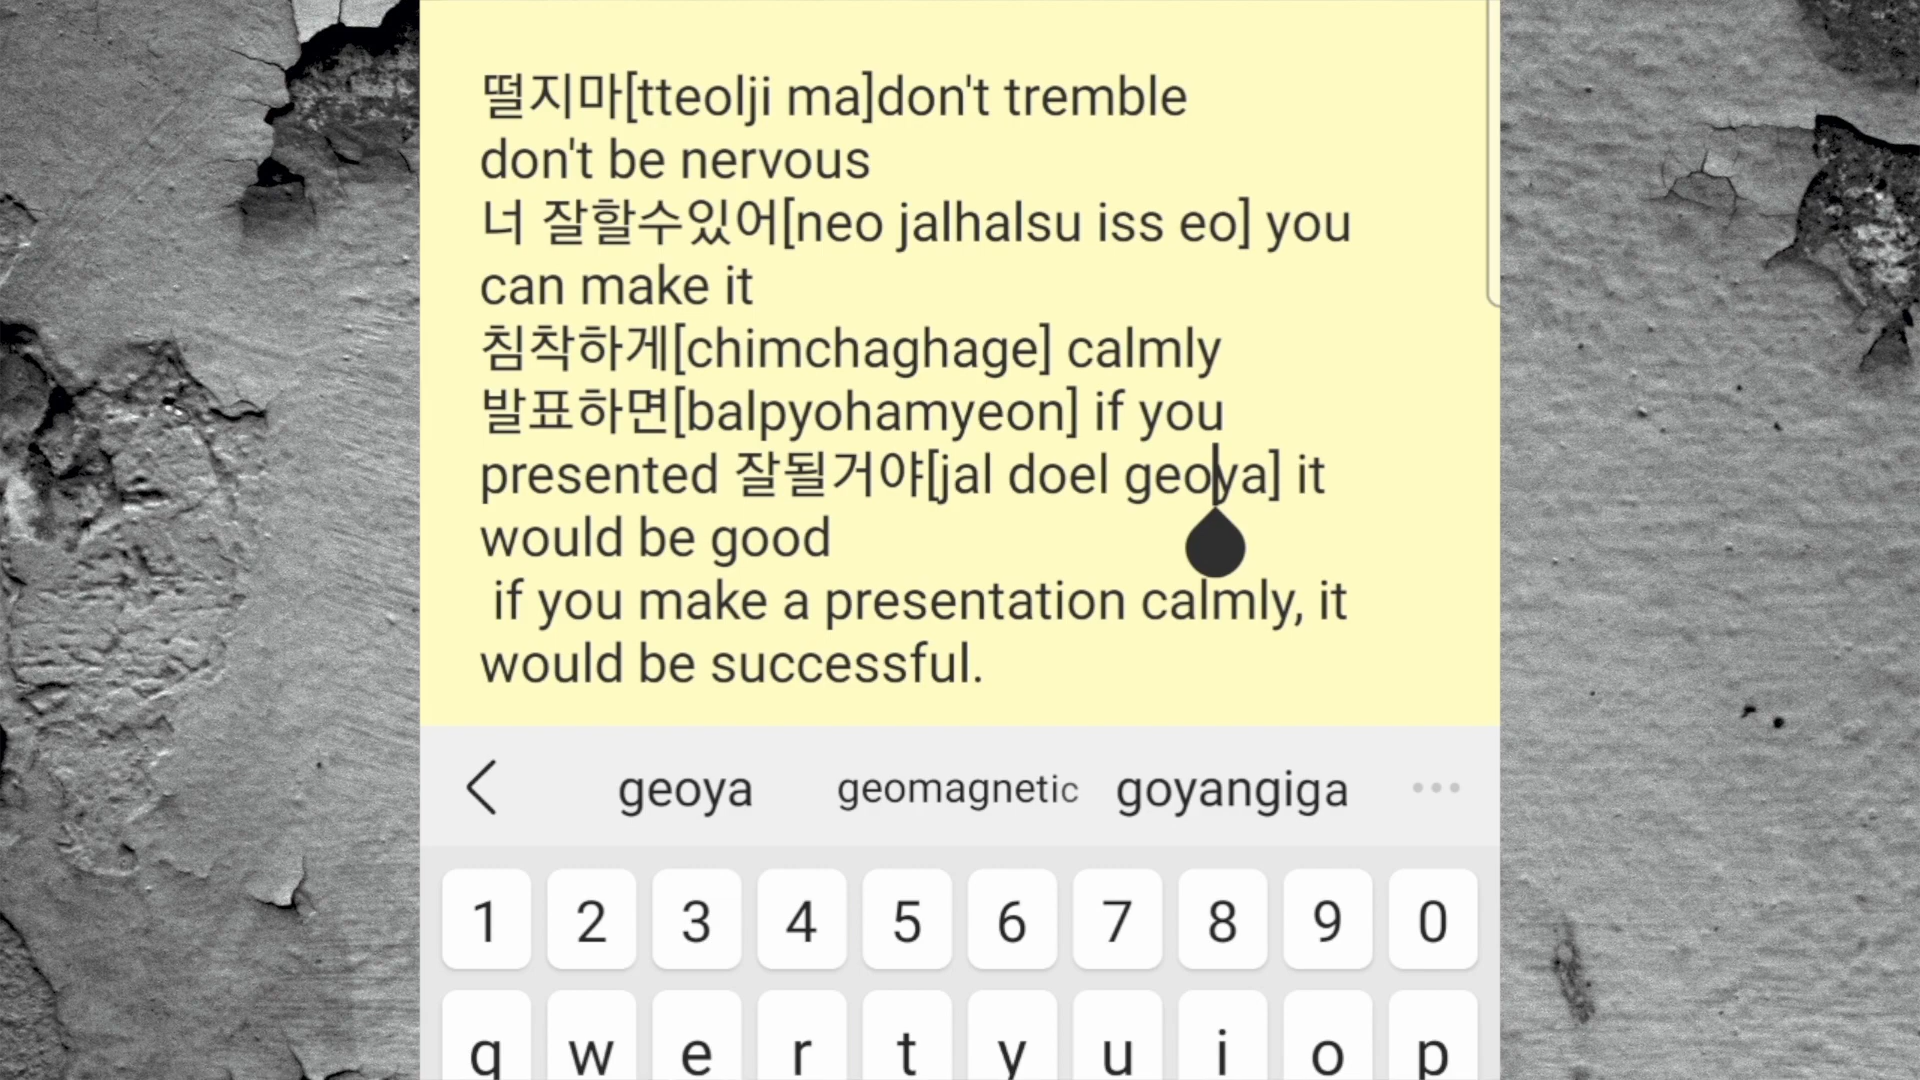 떨지마[tteolji ma]don't tremble
don't be nervous
너 잘할수있어[neo jalhalsu iss eo] you
can make it
침착하게[chimchaghage] calmly
발표하면[balpyohamyeon] if you
presented 잘될거야[jal doel geoya] it
would be good
if you make a presentation calmly, it
would be successful.
geoya geomagnetic goyangiga
1 2 3 4 5 6 7 8 9 0
q w e r t y u i o p